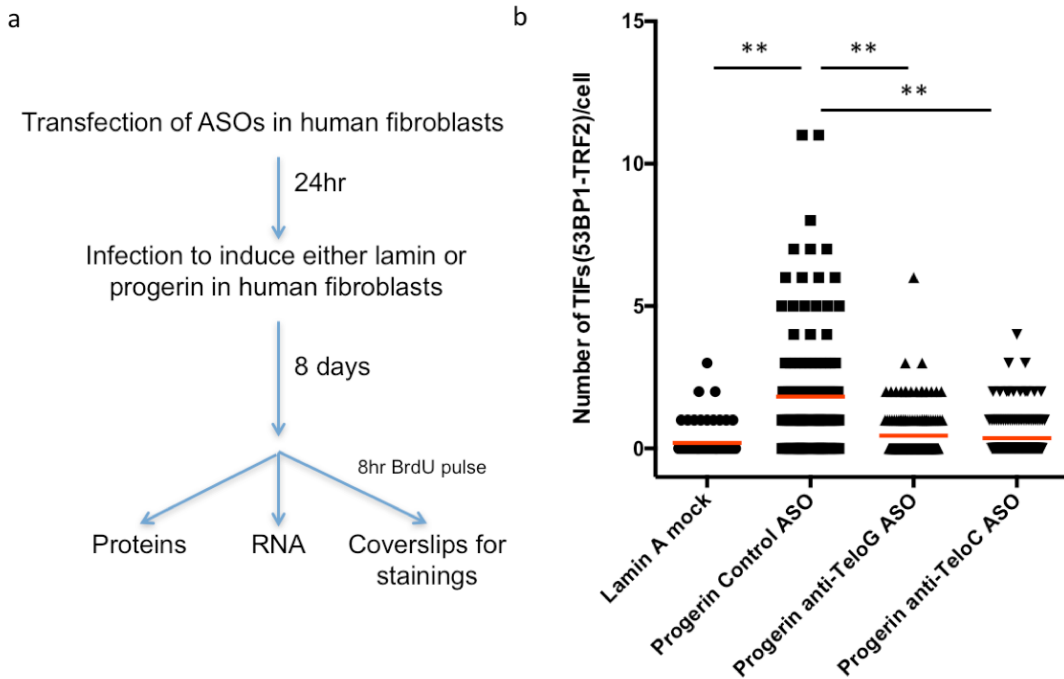 a
Transfection of ASOs in human fibroblasts
24hr
Infection to induce either lamin or
progerin in human fibroblasts
8 days
8hr BrdU pulse
Proteins
RNA
Coverslips for
stainings
b
Number of TIFs(53BP1-TRF2)/cell
15
10
5
0
**
**
**
Lamin A mock
Progerin Control ASO
Progerin anti-TeloG ASO
Progerin anti-TeloC ASO